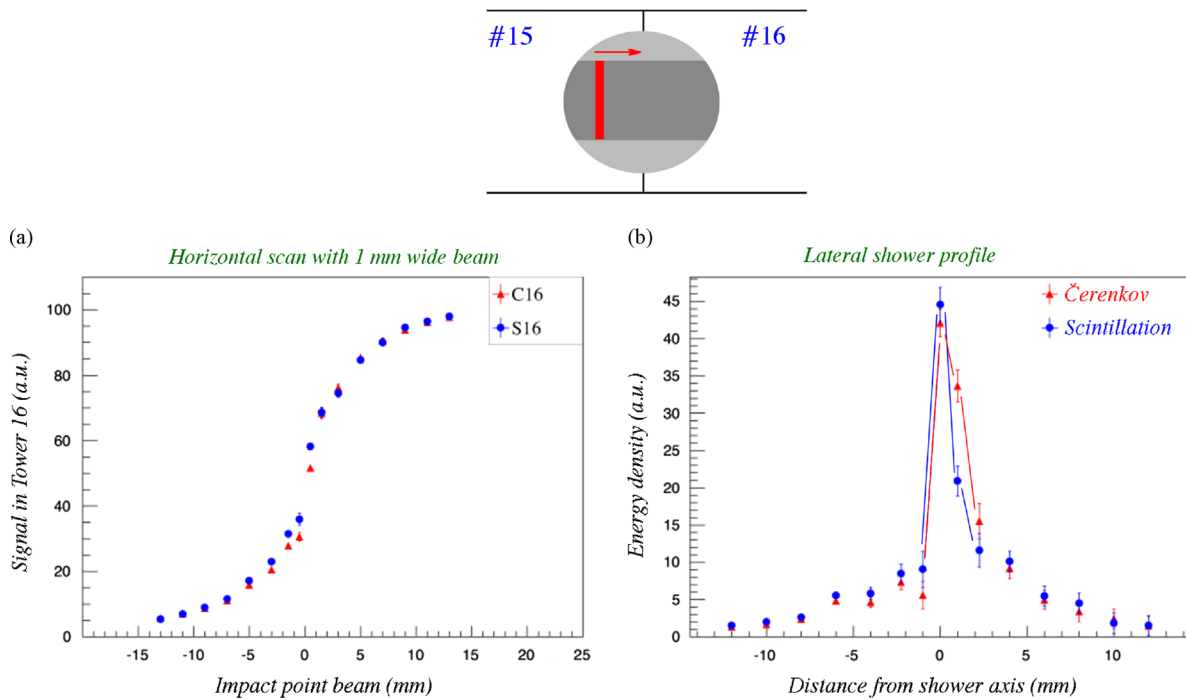 #15
#16
(a)
Horizontal scan with 1 mm wide beam
C16
S16
100
80
60
40
20
0
Signal in Tower 16 (a.u.)
-15 -10 -5 0 5 10 15 20 25
Impact point beam (mm)
(b)
Lateral shower profile
Čerenkov
Scintillation
45
40
35
30
25
20
15
10
5
0
Energy density (a.u.)
-10 -5 0 5 10
Distance from shower axis (mm)